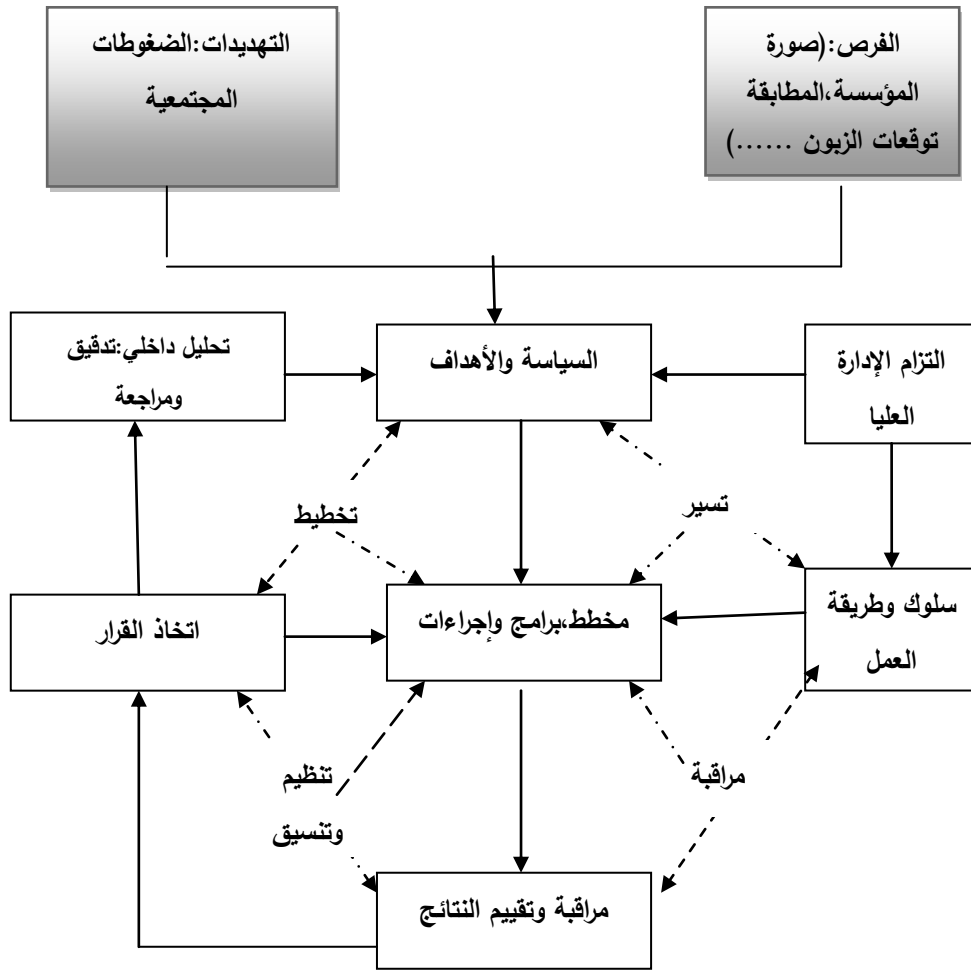 الفرص:(صورة
المؤسسة،المطابقة
توقعات الزبون ......)
التهديدات:الضغوطات
المجتمعية
التزام الإدارة
العليا
السياسة والأهداف
تحليل داخلي:تدقيق
ومراجعة
تسير
تخطيط
سلوك وطريقة
العمل
مخطط،برامج وإجراءات
اتخاذ القرار
مراقبة
تنظيم
وتنسيق
مراقبة وتقييم النتائج